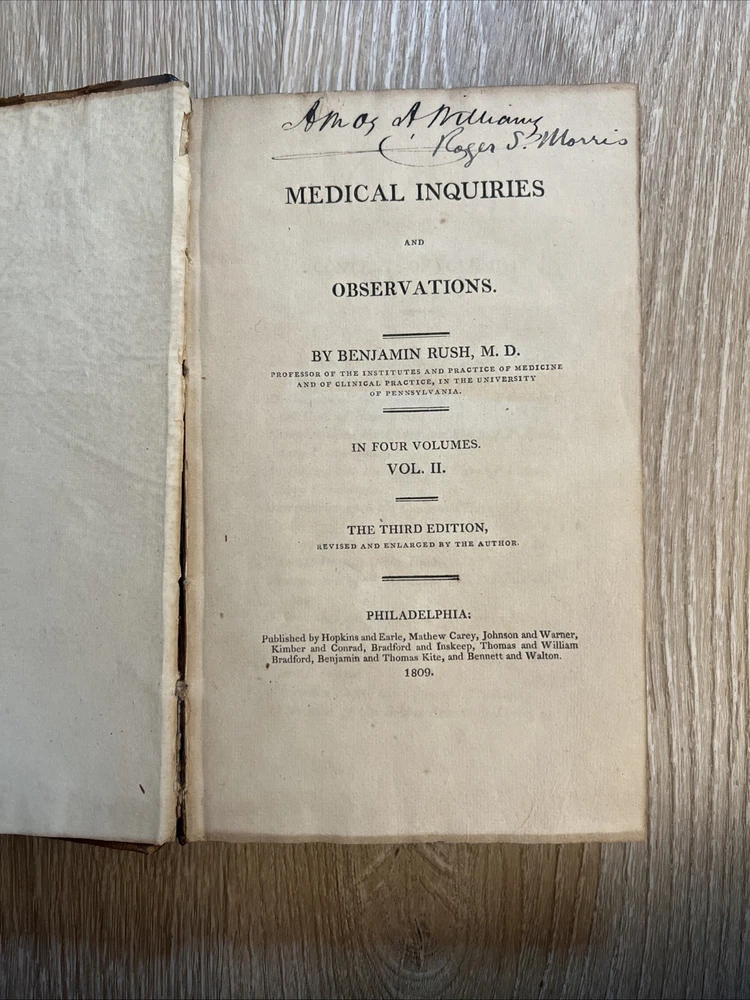 Amos A Williams
Roger S. Morris
MEDICAL INQUIRIES
AND
OBSERVATIONS.
BY BENJAMIN RUSH, M. D.
PROFESSOR OF THE INSTITUTES AND PRACTICE OF MEDICINE
AND OF CLINICAL PRACTICE, IN THE UNIVERSITY
OF PENNSYLVANIA.
IN FOUR VOLUMES.
VOL. II.
THE THIRD EDITION,
REVISED AND ENLARGED BY THE AUTHOR.
PHILADELPHIA:
Published by Hopkins and Earle, Mathew Carey, Johnson and Warner,
Kimber and Conrad, Bradford and Inskeep, Thomas and William
Bradford, Benjamin and Thomas Kite, and Bennett and Walton.
1809.